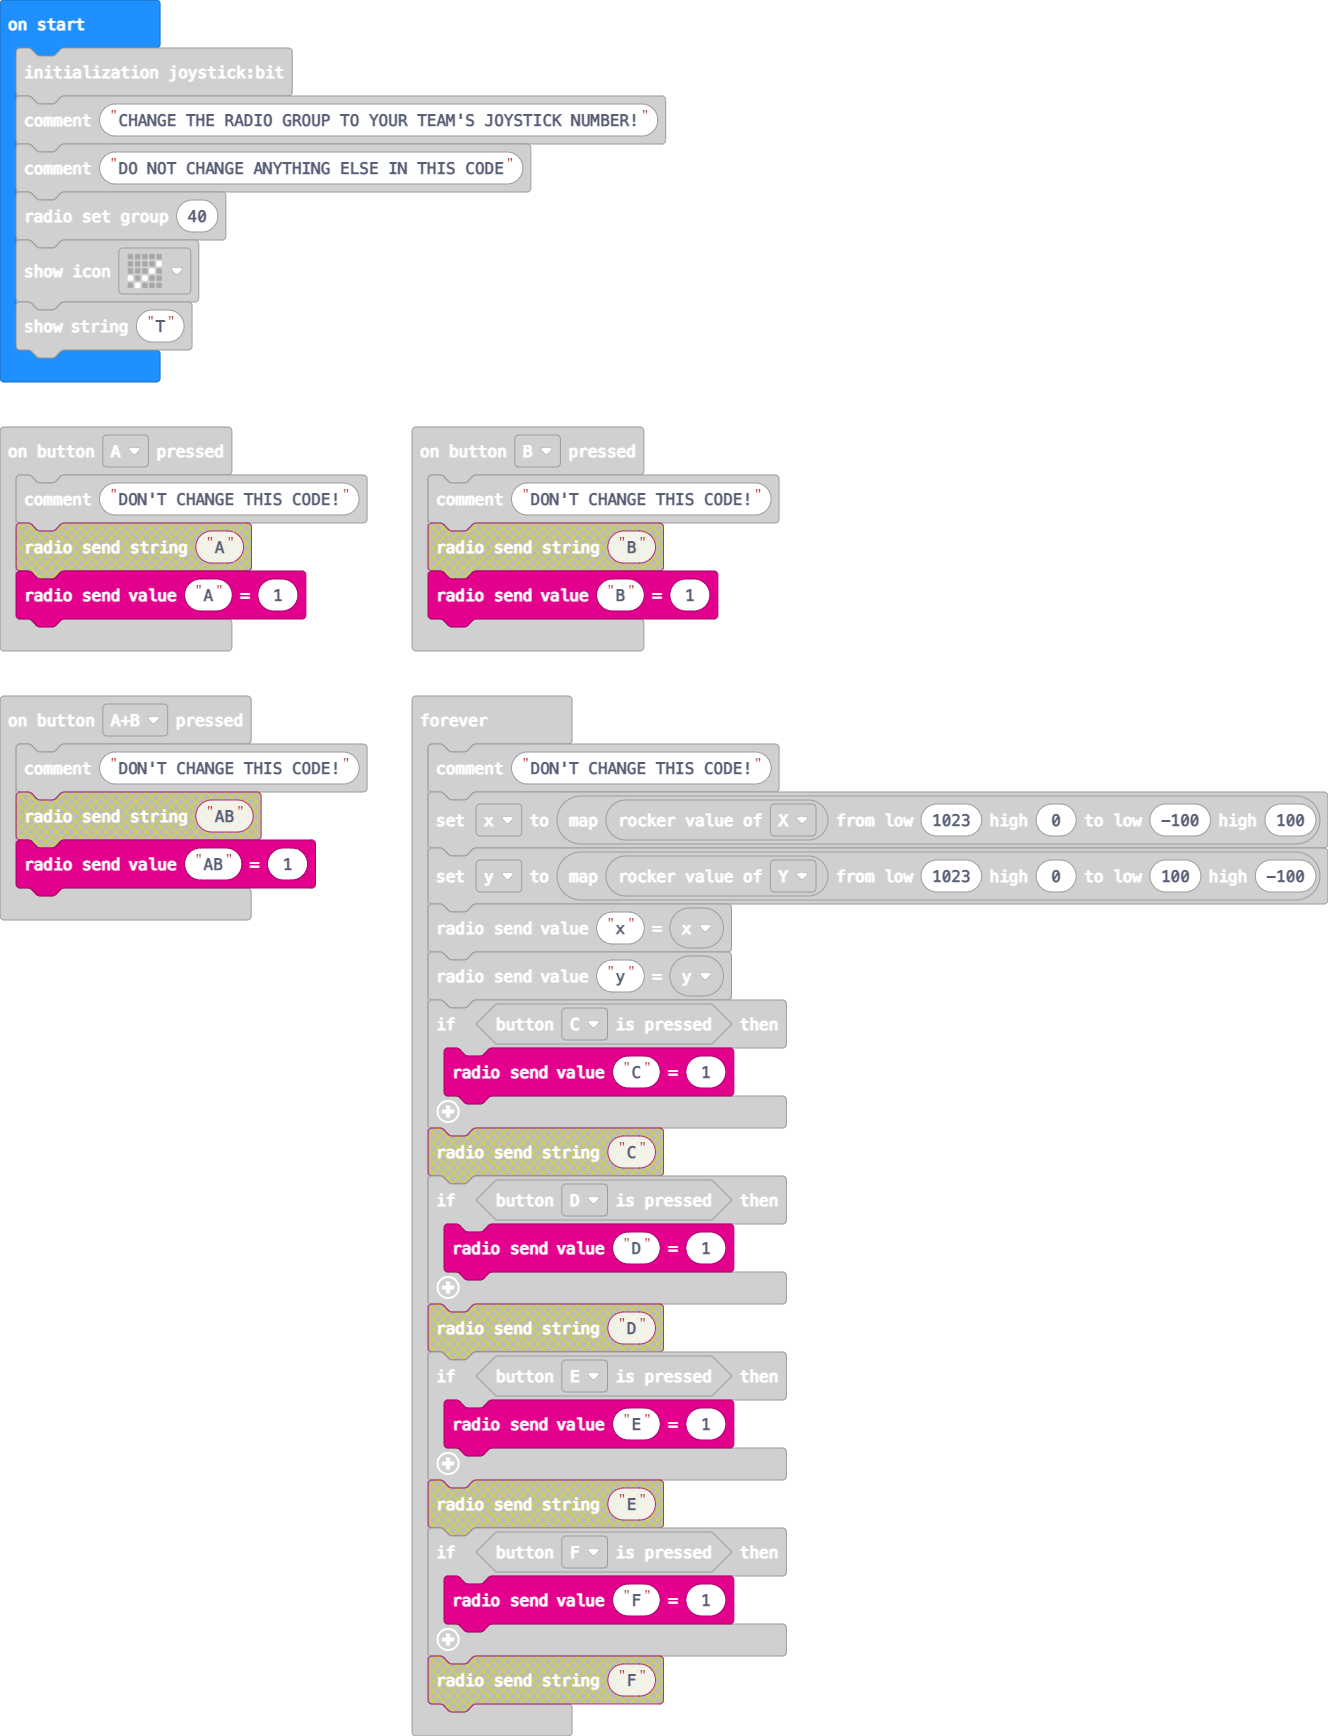 on start
initialization joystick:bit
comment "CHANGE THE RADIO GROUP TO YOUR TEAM'S JOYSTICK NUMBER!"
comment "DO NOT CHANGE ANYTHING ELSE IN THIS CODE"
radio set group 40
show icon
show string "T"
on button A pressed
comment "DON'T CHANGE THIS CODE!"
radio send string "A"
radio send value "A" = 1
on button B pressed
comment "DON'T CHANGE THIS CODE!"
radio send string "B"
radio send value "B" = 1
on button A+B pressed
comment "DON'T CHANGE THIS CODE!"
radio send string "AB"
radio send value "AB" = 1
forever
comment "DON'T CHANGE THIS CODE!"
set x to map rocker value of X from low 1023 high 0 to low -100 high 100
set y to map rocker value of Y from low 1023 high 0 to low 100 high -100
radio send value "x" = x
radio send value "y" = y
if button C is pressed then
radio send value "C" = 1
radio send string "C"
if button D is pressed then
radio send value "D" = 1
radio send string "D"
if button E is pressed then
radio send value "E" = 1
radio send string "E"
if button F is pressed then
radio send value "F" = 1
radio send string "F"